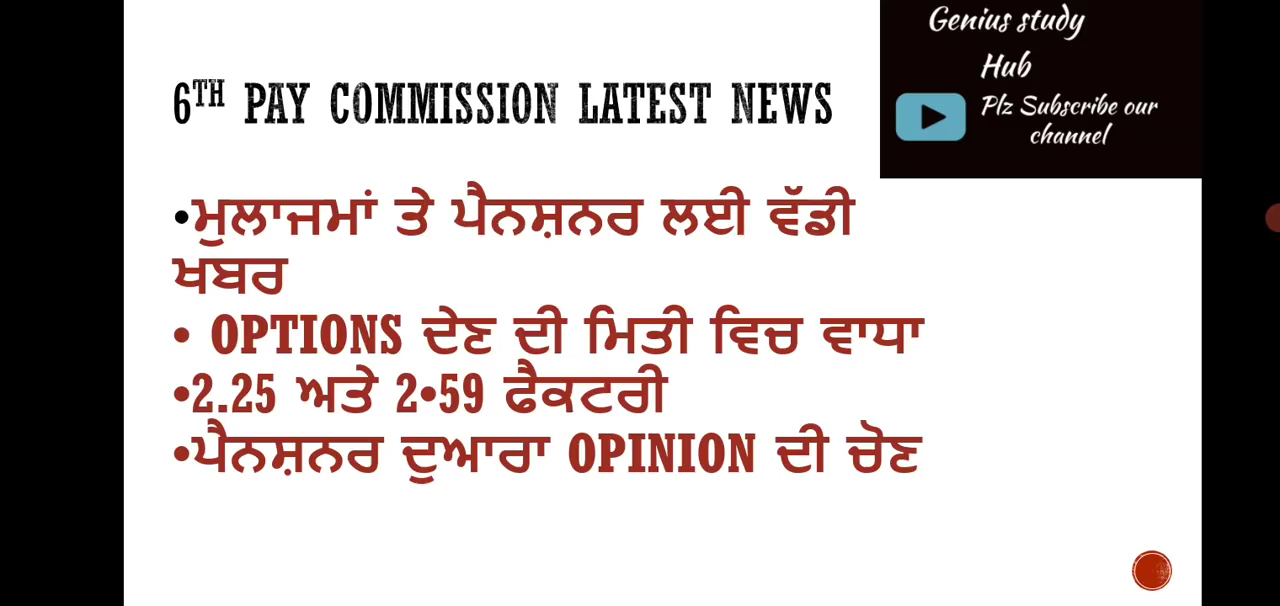 6TH PAY COMMISSION LATEST NEWS
Genius study
Hub
Plz Subscribe our
channel
•ਮੁਲਾਜਮਾਂ ਤੇ ਪੈਨਸ਼ਨਰ ਲਈ ਵੱਡੀ
ਖਬਰ
• OPTIONS ਦੇਣ ਦੀ ਮਿਤੀ ਵਿਚ ਵਾਧਾ
•2.25 ਅਤੇ 2•59 ਫੈਕਟਰੀ
•ਪੈਨਸ਼ਨਰ ਦੁਆਰਾ OPINION ਦੀ ਚੋਣ